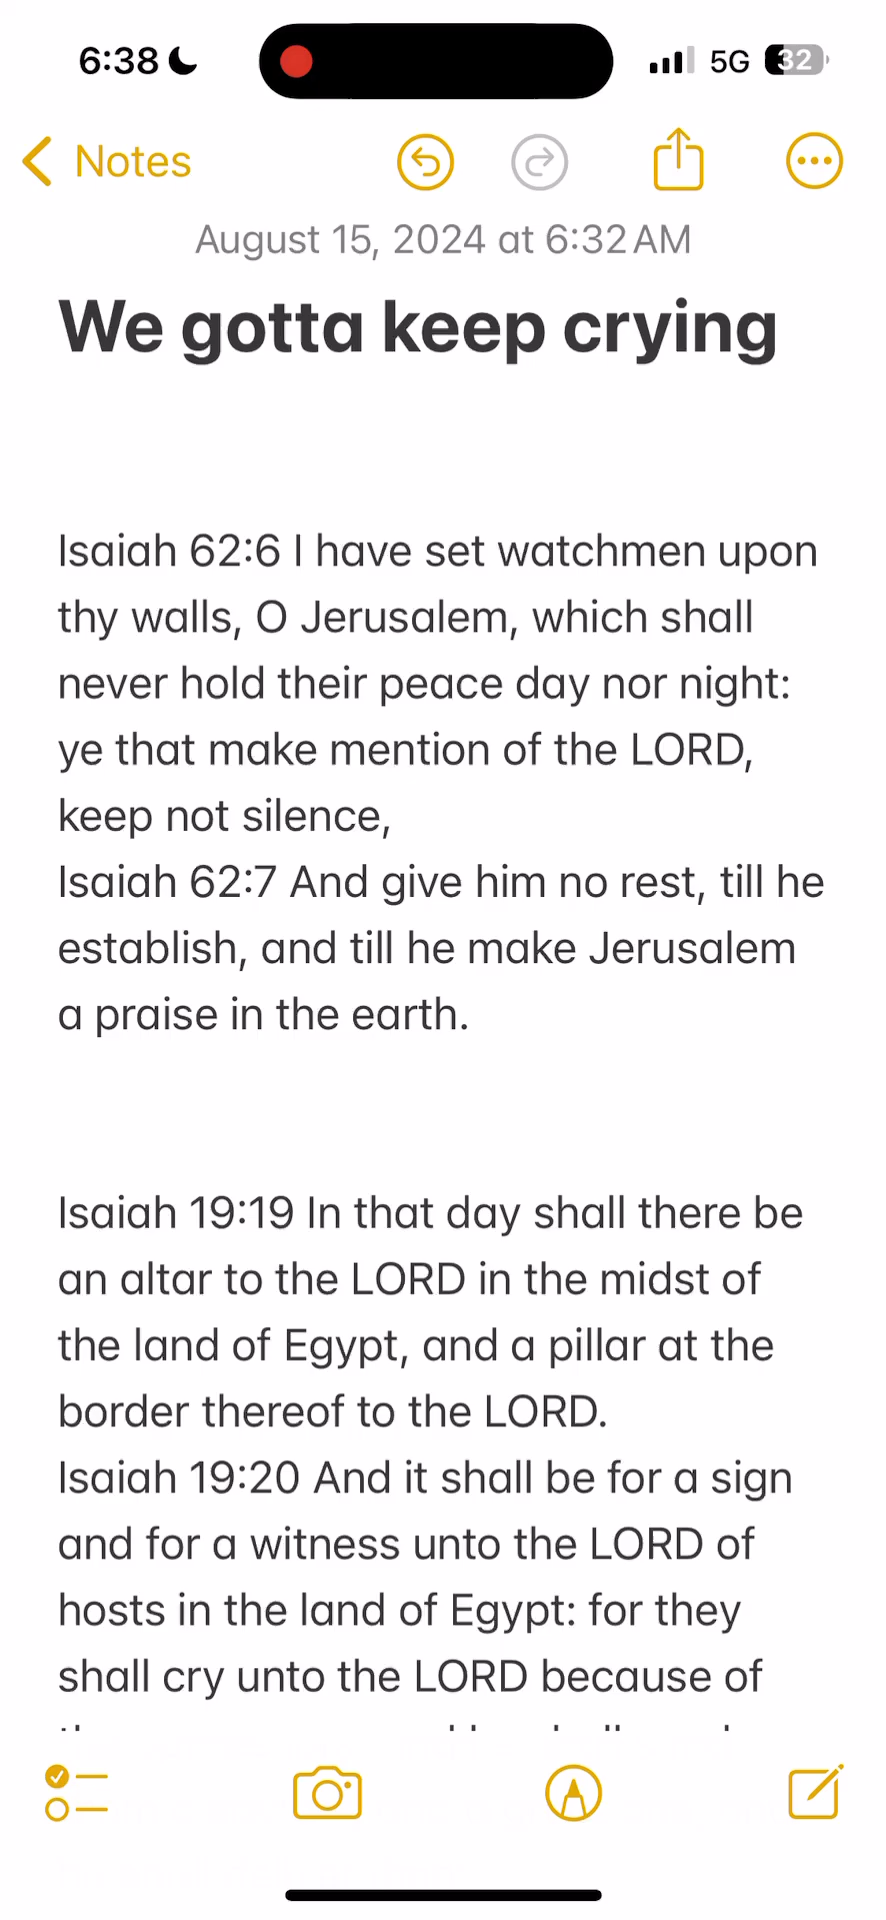 6:38
5G
32
Notes
August 15, 2024 at 6:32 AM
We gotta keep crying
Isaiah 62:6 I have set watchmen upon
thy walls, O Jerusalem, which shall
never hold their peace day nor night:
ye that make mention of the LORD,
keep not silence,
Isaiah 62:7 And give him no rest, till he
establish, and till he make Jerusalem
a praise in the earth.
Isaiah 19:19 In that day shall there be
an altar to the LORD in the midst of
the land of Egypt, and a pillar at the
border thereof to the LORD.
Isaiah 19:20 And it shall be for a sign
and for a witness unto the LORD of
hosts in the land of Egypt: for they
shall cry unto the LORD because of